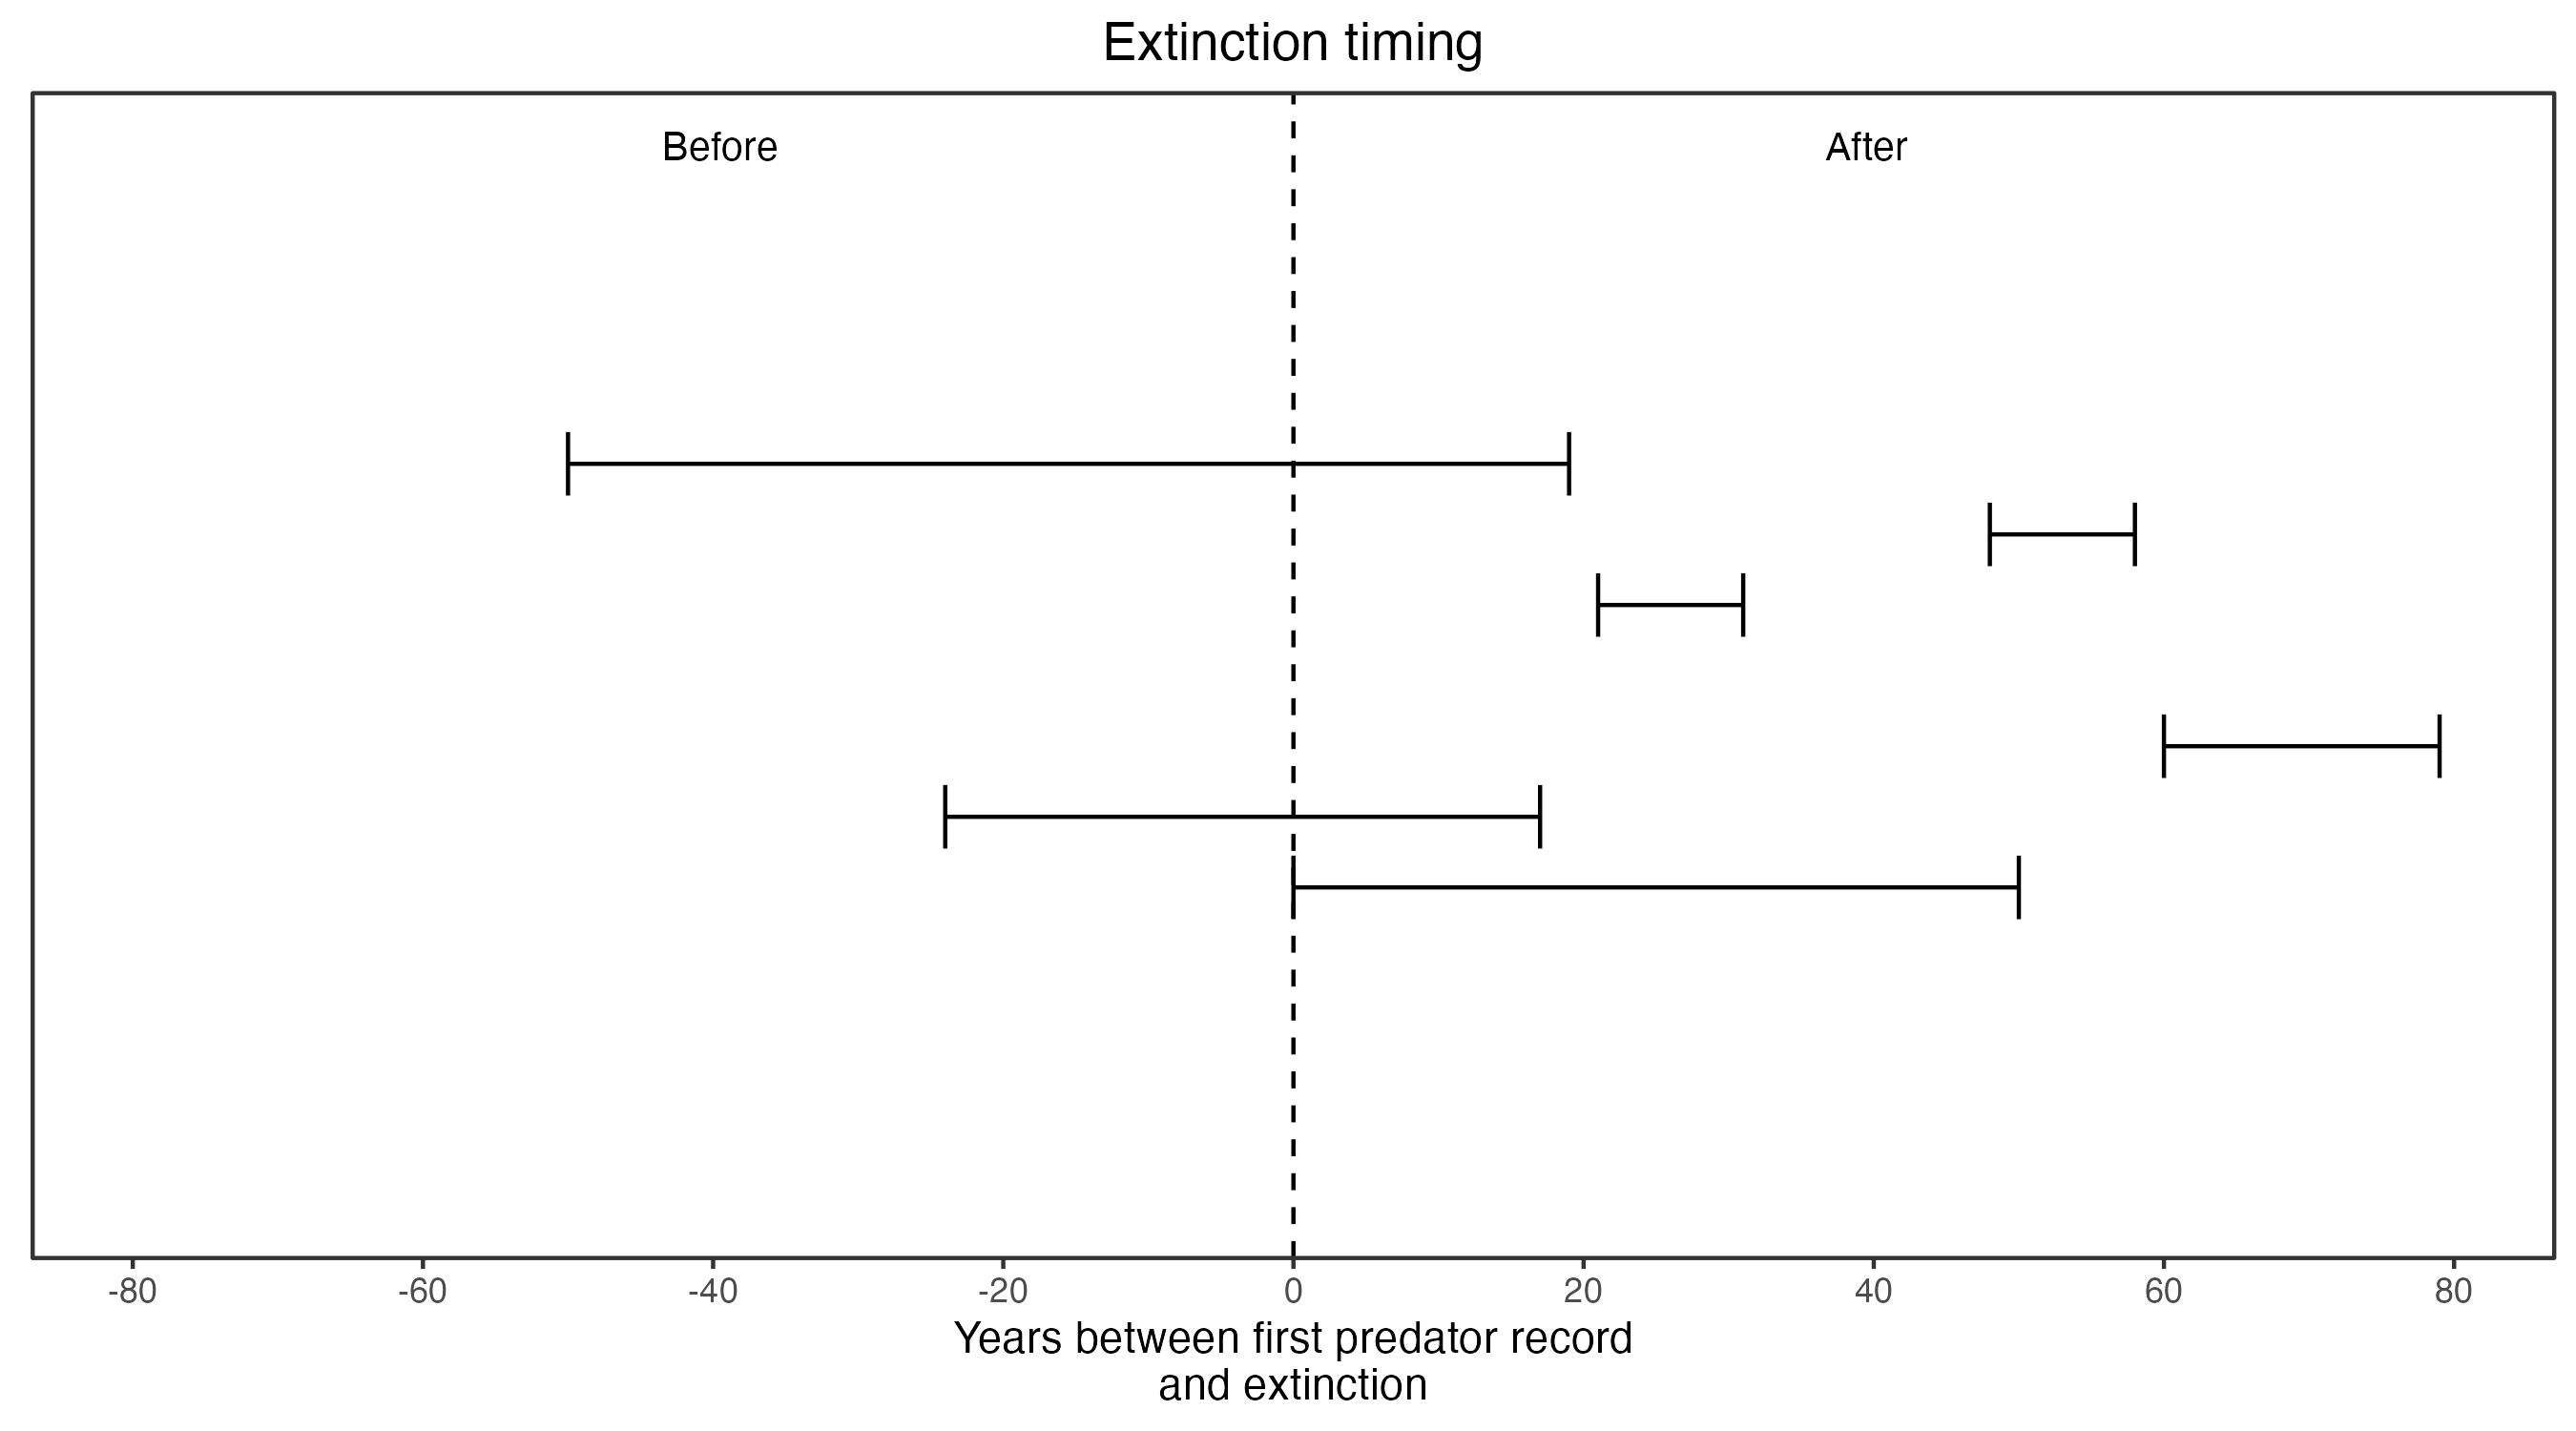 Extinction timing
Before
After
-80
-60
-40
-20
0
20
40
60
80
Years between first predator record
and extinction